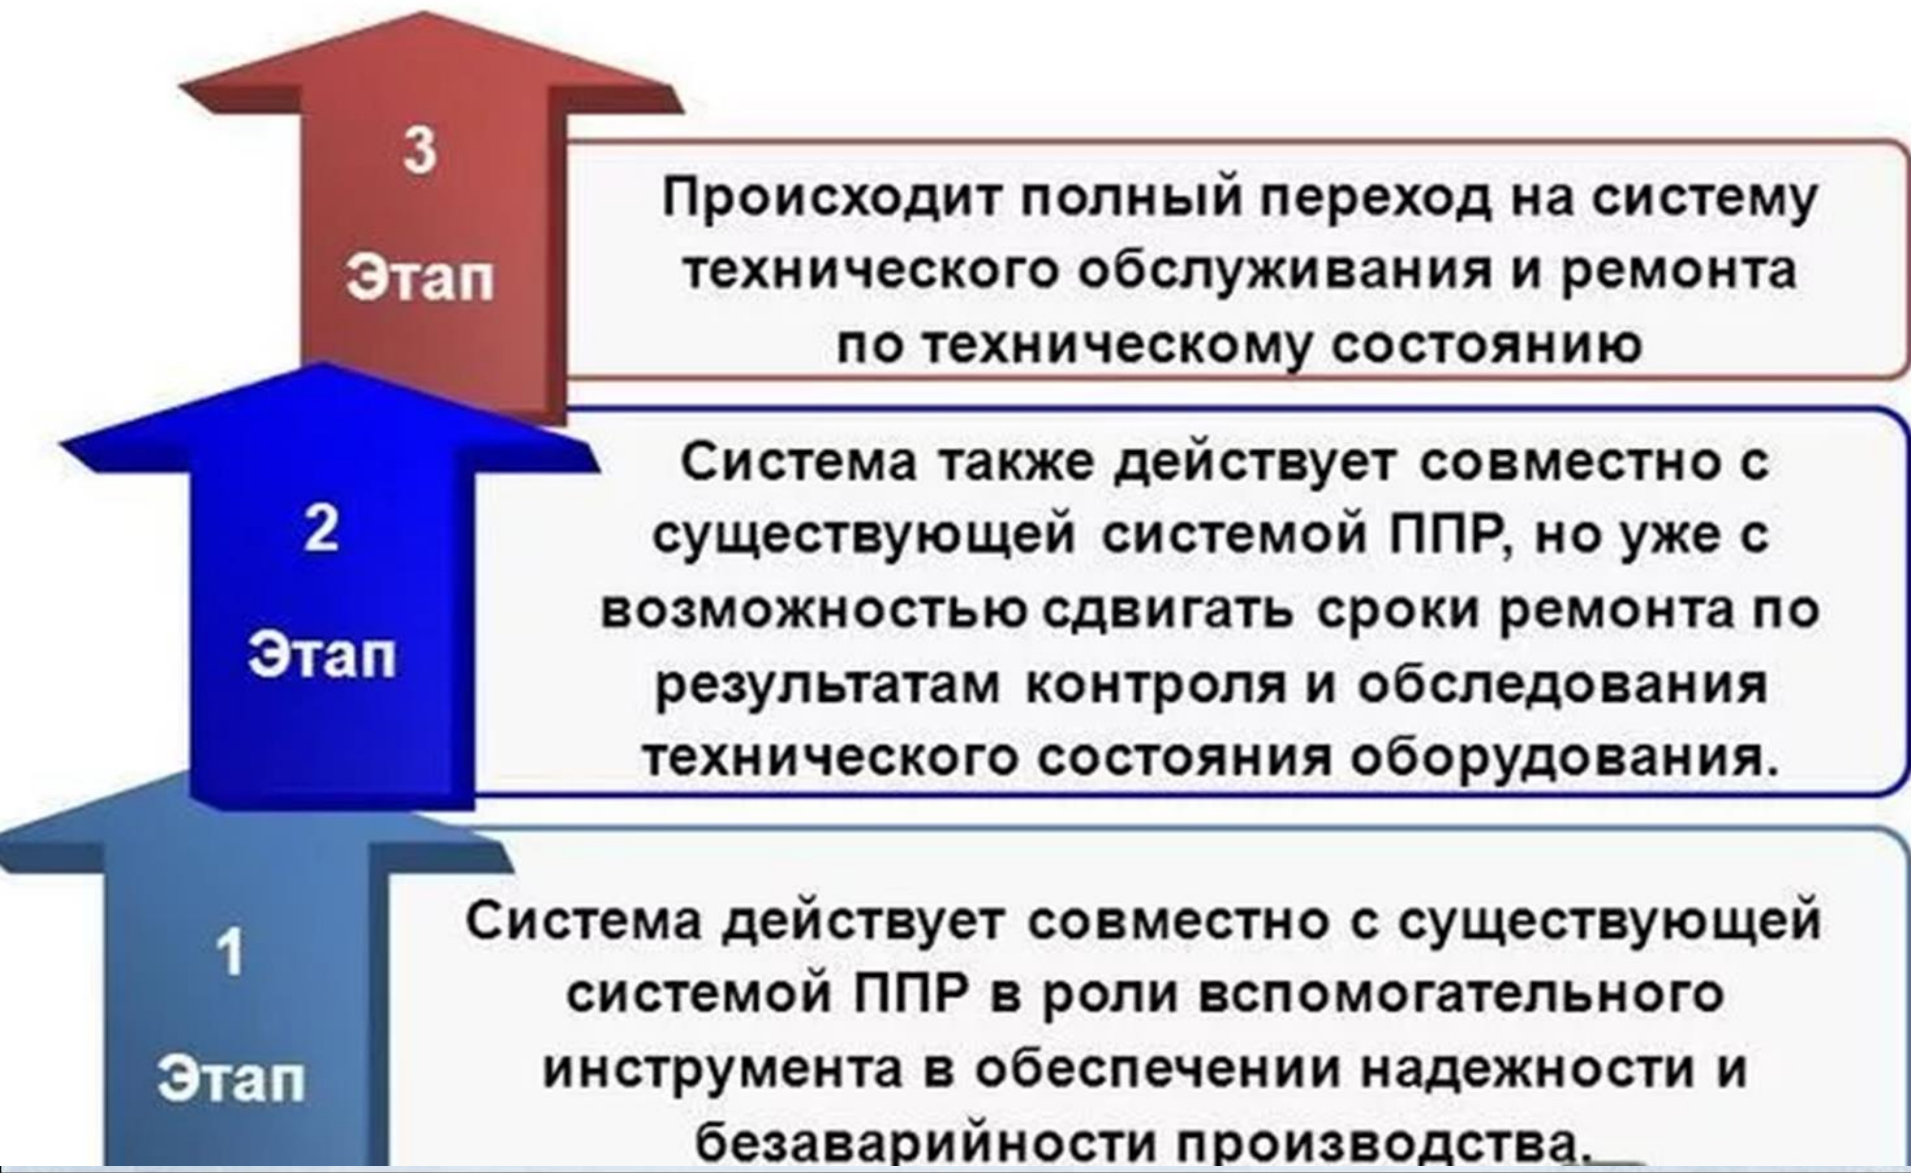 3
Этап
Происходит полный переход на систему
технического обслуживания и ремонта
по техническому состоянию
2
Этап
Система также действует совместно с
существующей системой ППР, но уже с
возможностью сдвигать сроки ремонта по
результатам контроля и обследования
технического состояния оборудования.
1
Этап
Система действует совместно с существующей
системой ППР в роли вспомогательного
инструмента в обеспечении надежности и
безаварийности производства.